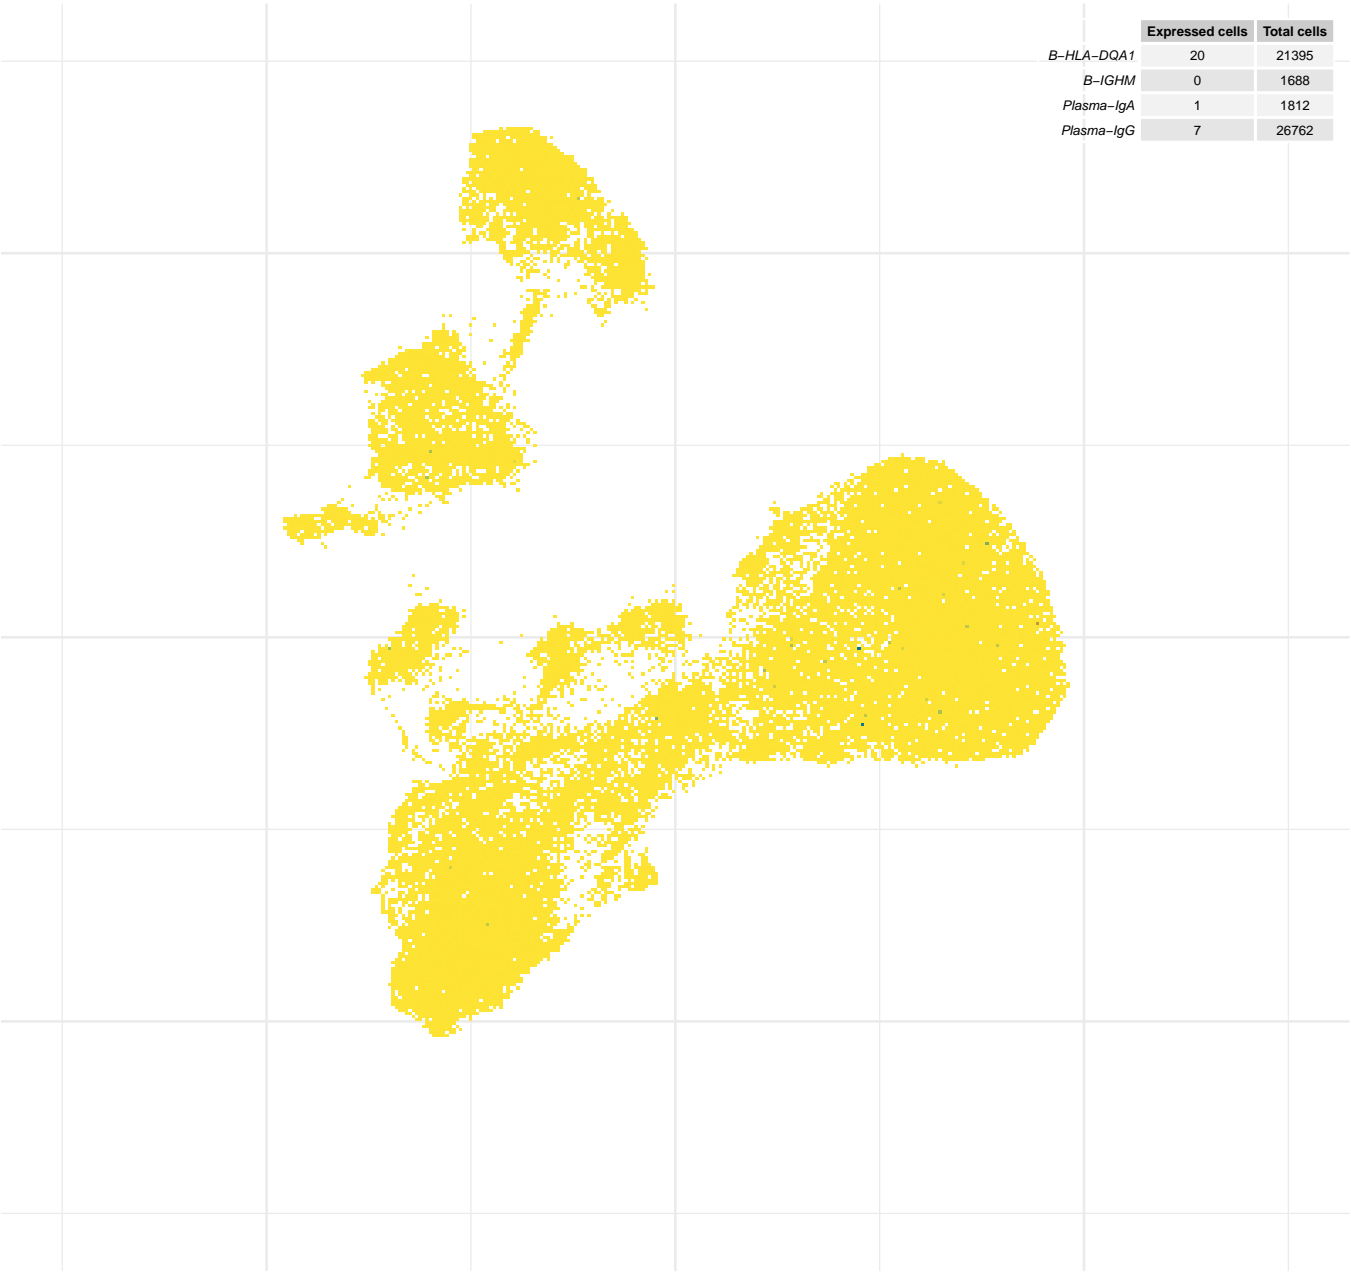 Expressed cells Total cells
B−HLA−DQA1 20 21395
B−IGHM 0 1688
Plasma−IgA 1 1812
Plasma−IgG 7 26762